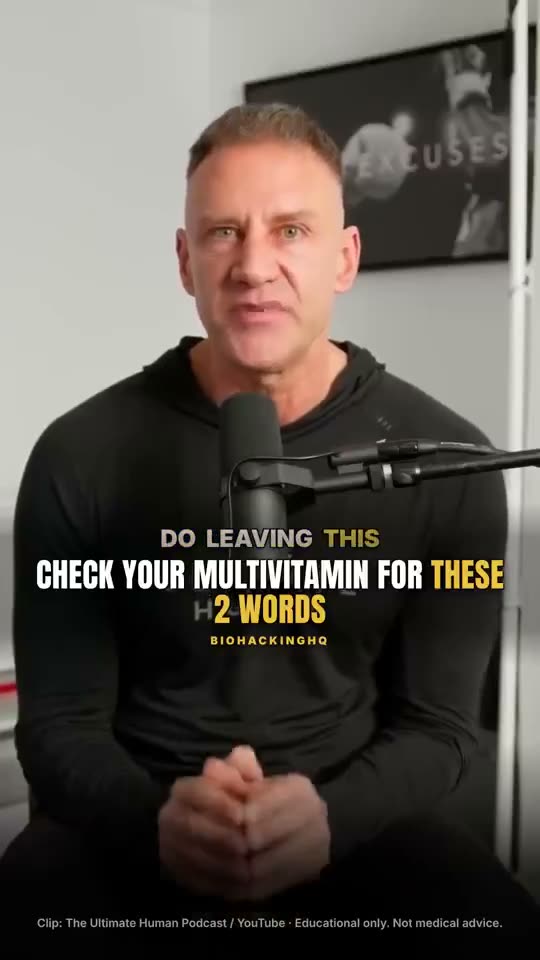 EXCUSES
DO LEAVING THIS
CHECK YOUR MULTIVITAMIN FOR THESE
2 WORDS
BIOHACKINGHQ
Clip: The Ultimate Human Podcast / YouTube · Educational only. Not medical advice.